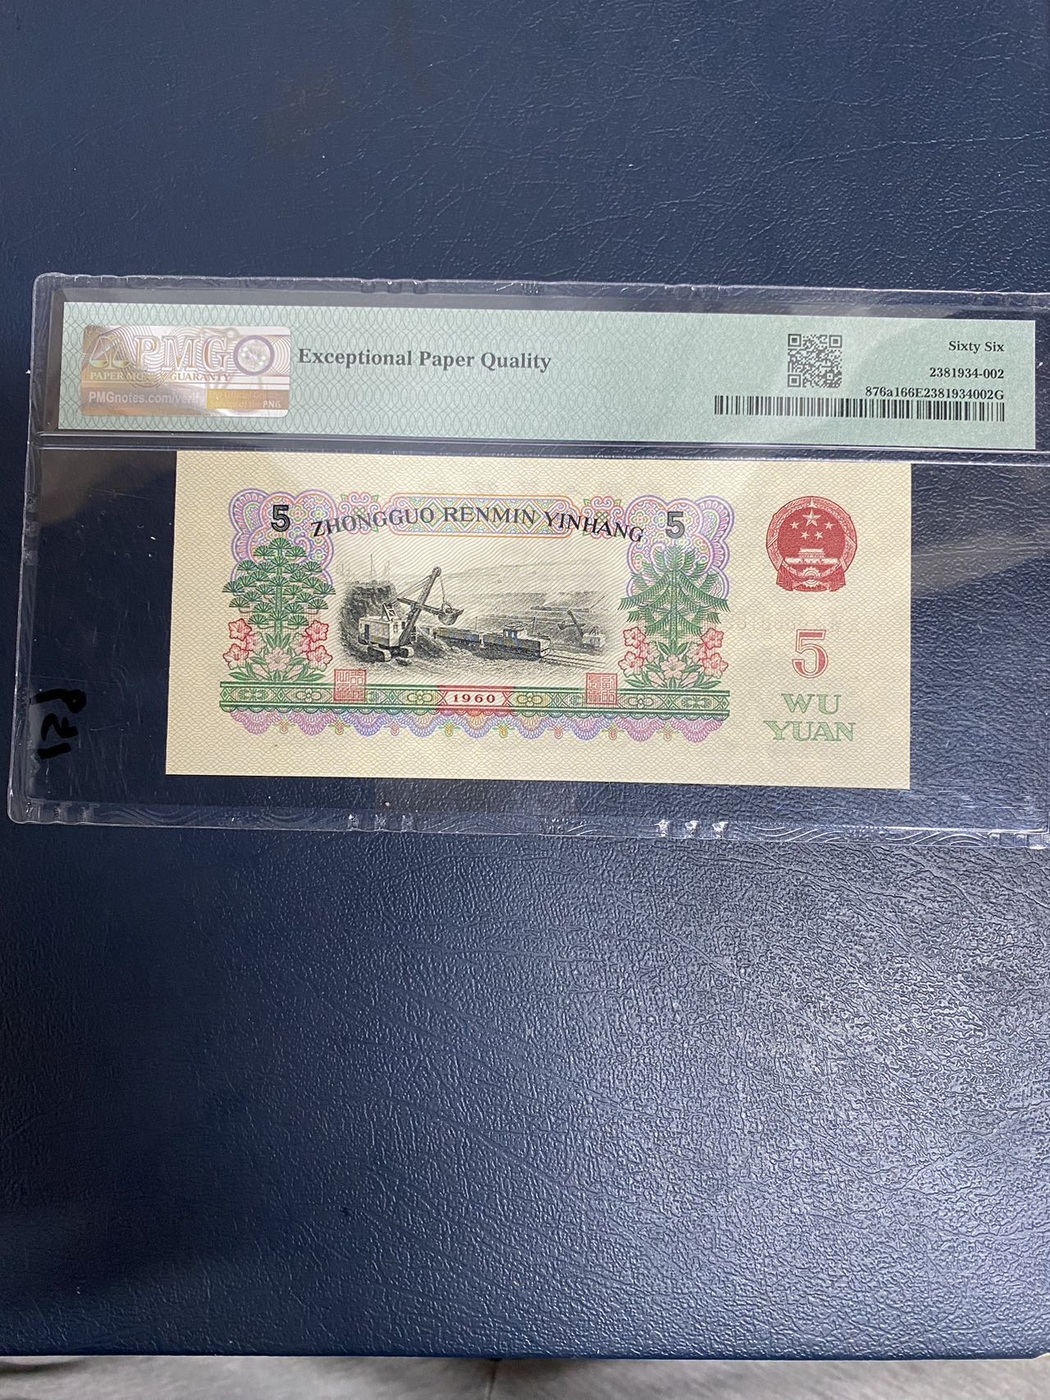 PMG
PAPER MONEY GUARANTY
PMGnotes.com/verify
Exceptional Paper Quality
Sixty Six
2381934-002
876a166E2381934002G
5 ZHONGGUO RENMIN YINHANG 5
5
WU
YUAN
1960